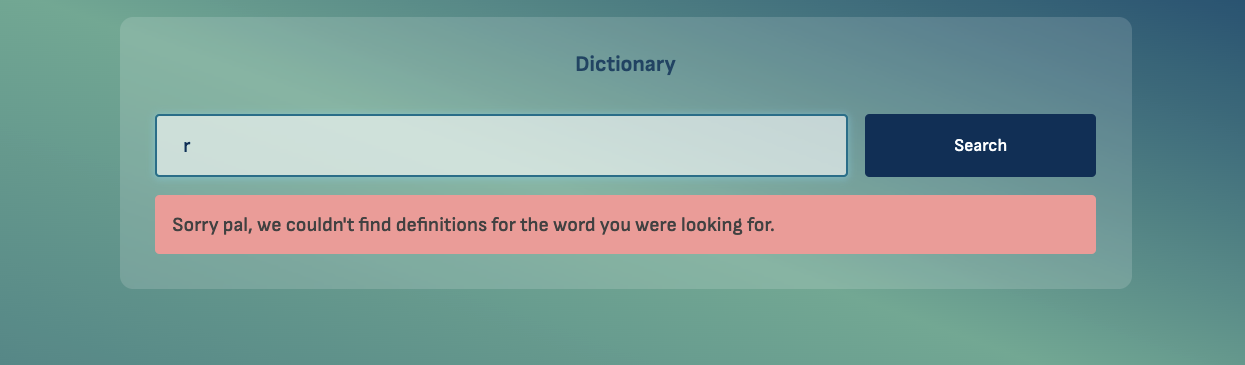 Dictionary
r
Search
Sorry pal, we couldn't find definitions for the word you were looking for.